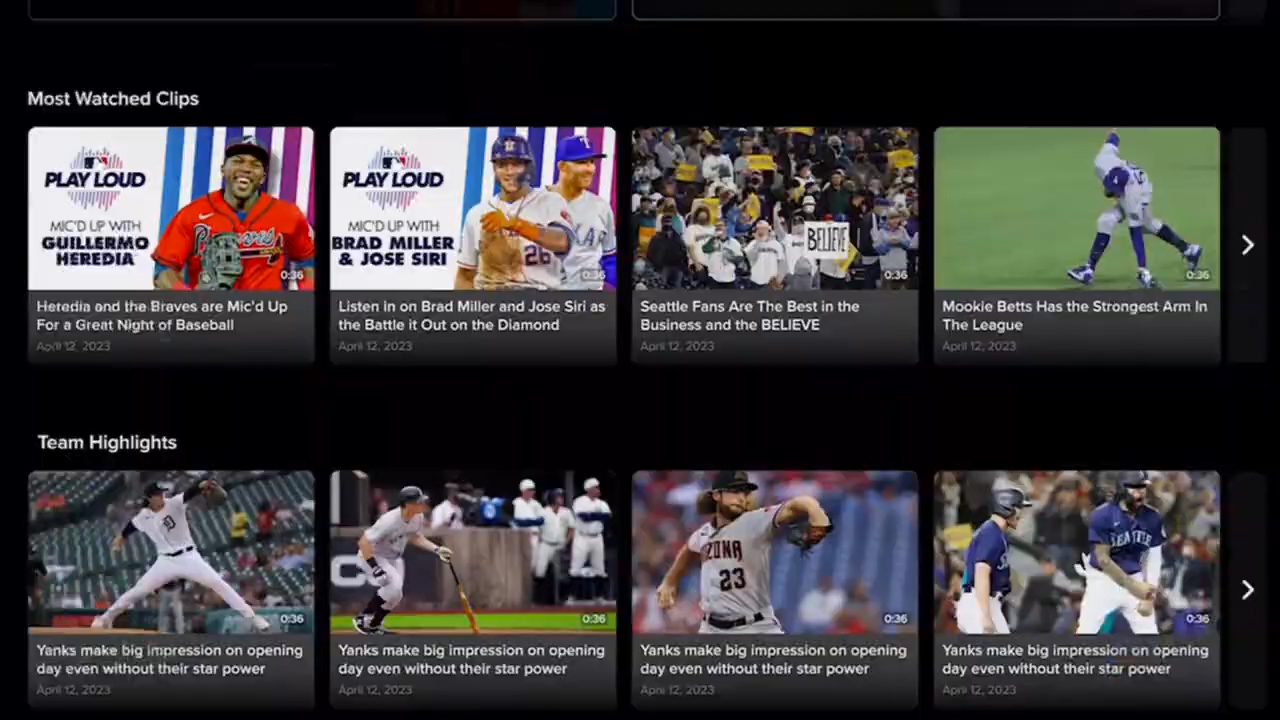 Most Watched Clips
PLAY LOUD
MIC'D UP WITH
GUILLERMO
HEREDIA
Braves
0:36
Heredia and the Braves are Mic'd Up
For a Great Night of Baseball
April 12, 2023
PLAY LOUD
MIC'D UP WITH
BRAD MILLER
& JOSE SIRI
26
0:36
Listen in on Brad Miller and Jose Siri as
the Battle it Out on the Diamond
April 12, 2023
BELIEVE
0:36
Seattle Fans Are The Best in the
Business and the BELIEVE
April 12, 2023
0:36
Mookie Betts Has the Strongest Arm In
The League
April 12, 2023
Team Highlights
0:36
Yanks make big impression on opening
day even without their star power
April 12, 2023
0:36
Yanks make big impression on opening
day even without their star power
April 12, 2023
ZONA
23
0:36
Yanks make big impression on opening
day even without their star power
April 12, 2023
SEATTLE
0:36
Yanks make big impression on opening
day even without their star power
April 12, 2023